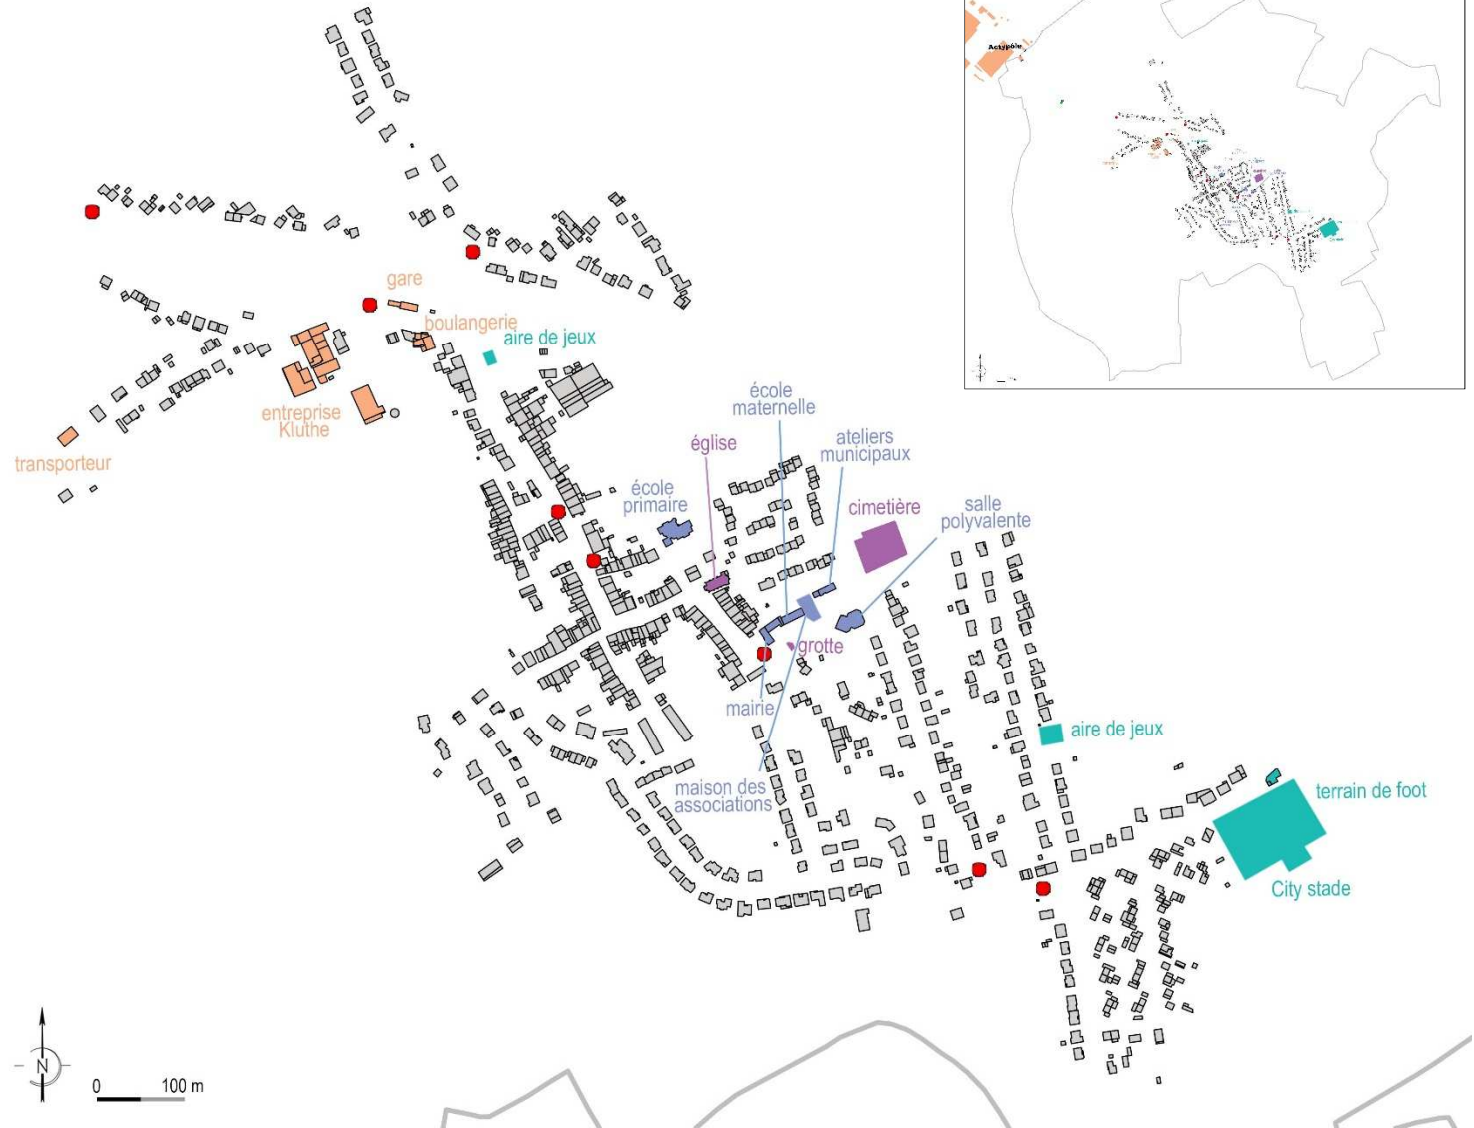 Actypôle
gare
boulangerie
aire de jeux
entreprise
Kluthe
transporteur
école
maternelle
église
ateliers
municipaux
école
primaire
cimetière
salle
polyvalente
grotte
mairie
maison des
associations
aire de jeux
terrain de foot
City stade
N
0 100 m